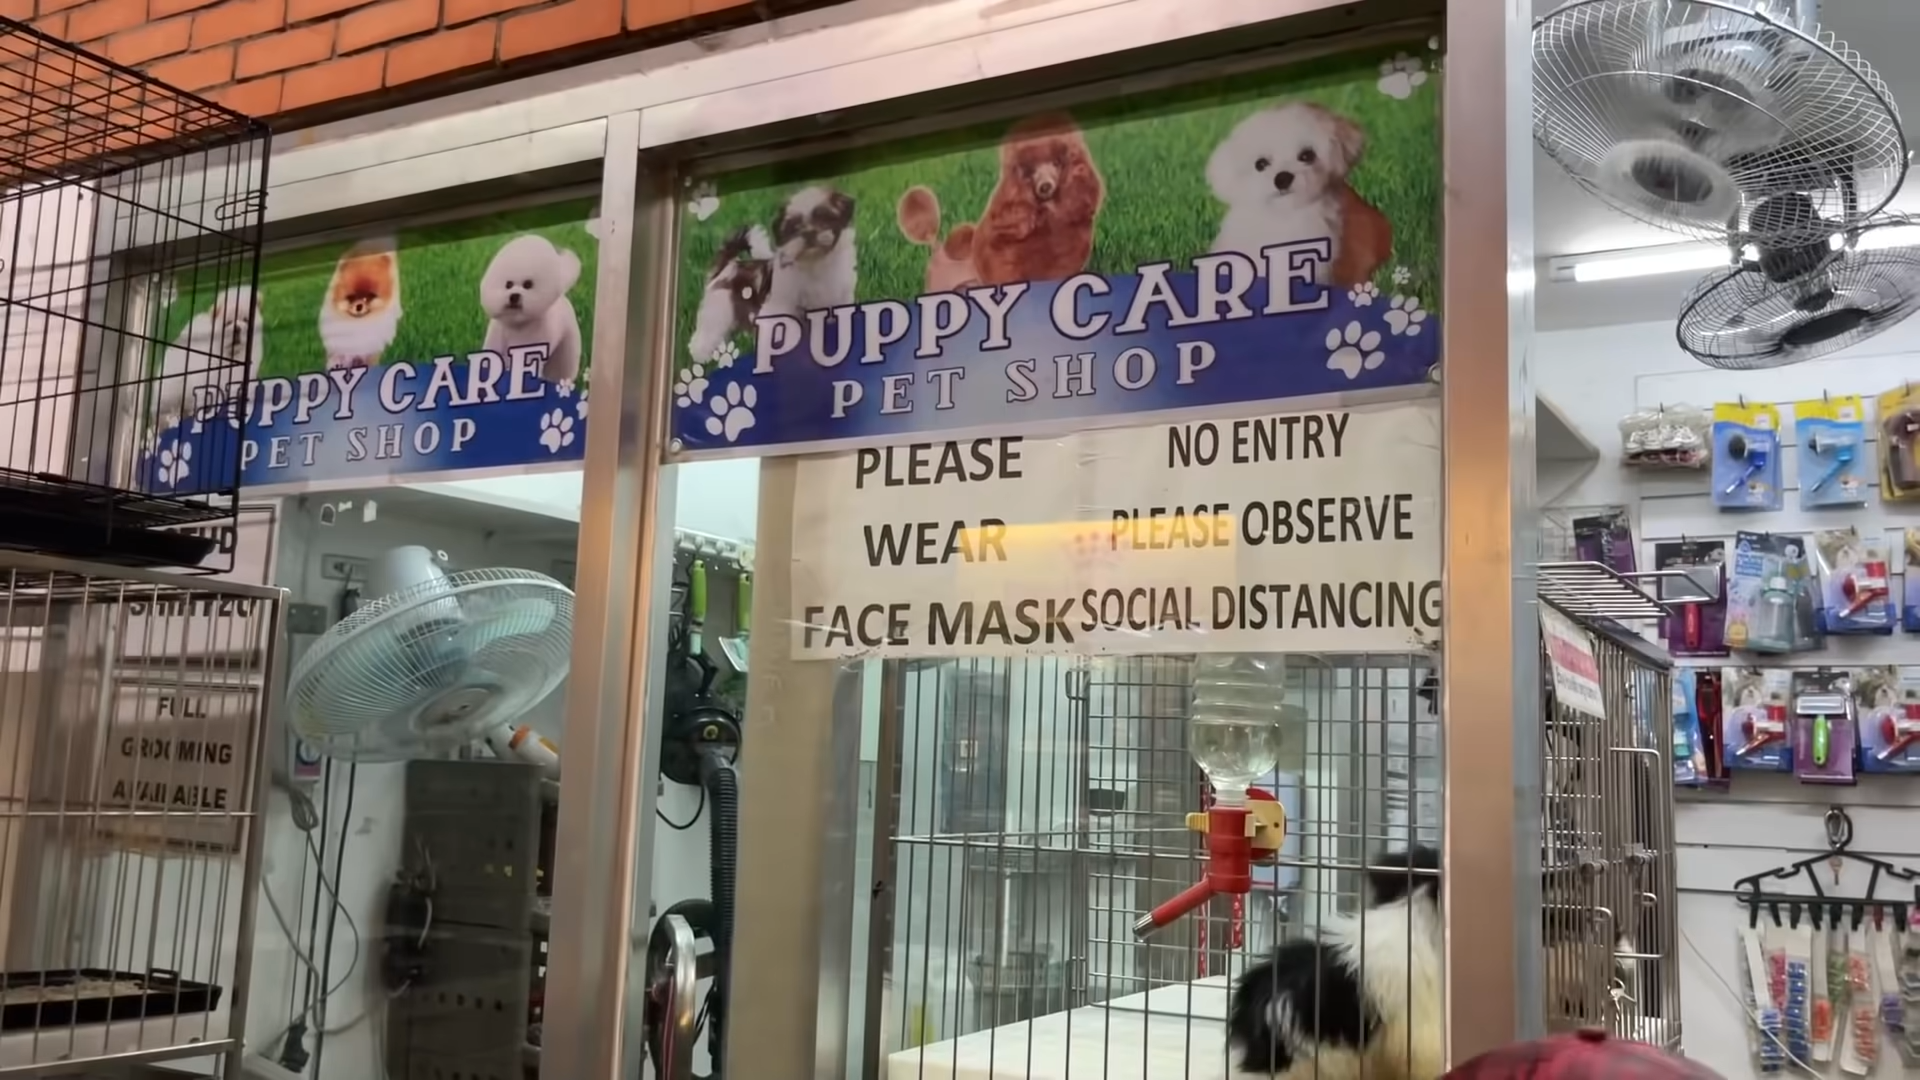 PUPPY CARE
PET SHOP
PUPPY CARE
PET SHOP
PLEASE
WEAR
FACE MASK
NO ENTRY
PLEASE OBSERVE
SOCIAL DISTANCING
FULL
GROOMING
AVAILABLE